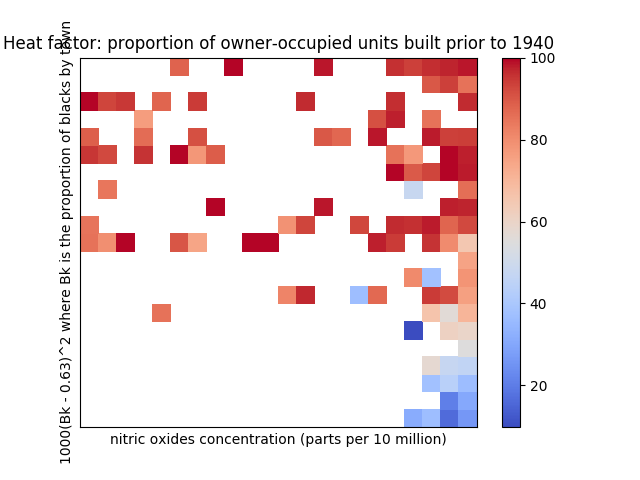 Heat factor: proportion of owner-occupied units built prior to 1940
1000(Bk - 0.63)^2 where Bk is the proportion of blacks by town
100
80
60
40
20
nitric oxides concentration (parts per 10 million)